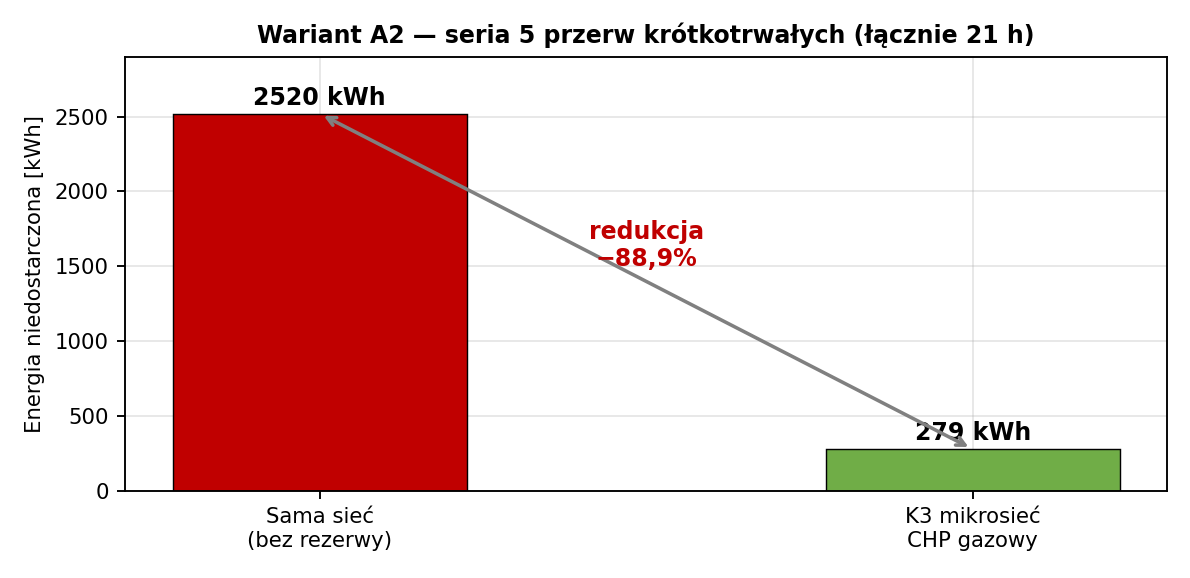 Wariant A2 — seria 5 przerw krótkotrwałych (łącznie 21 h)
Energia niedostarczona [kWh]
2500
2000
1500
1000
500
0
2520 kWh
redukcja
−88,9%
279 kWh
Sama sieć
(bez rezerwy)
K3 mikrosieć
CHP gazowy